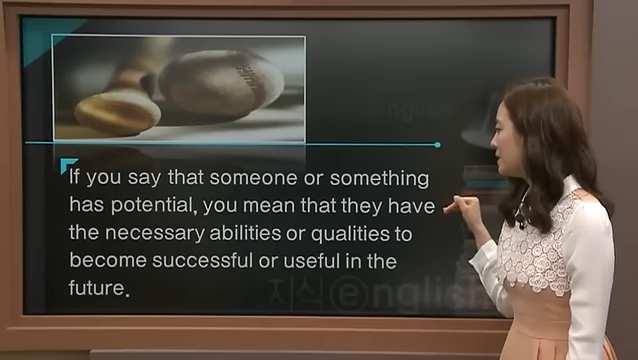 nglish
If you say that someone or something
has potential, you mean that they have
the necessary abilities or qualities to
become successful or useful in the
future.
지식ⓔnglish